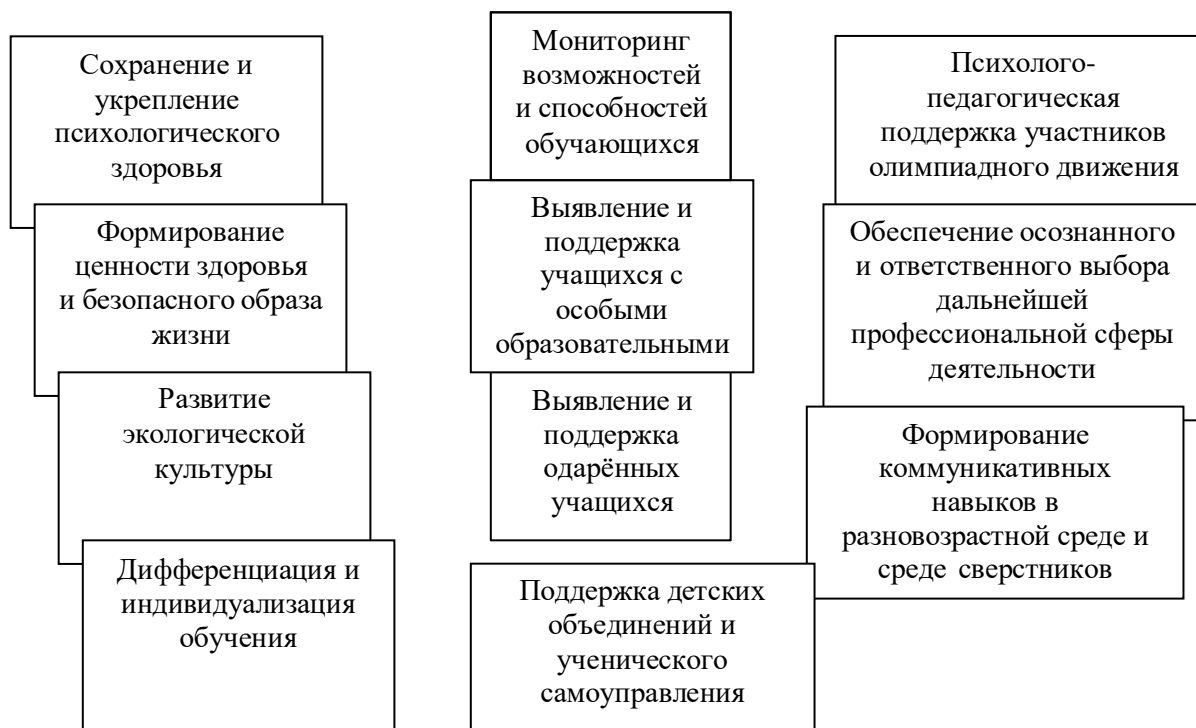 Сохранение и
укрепление
психологического
здоровья
Формирование
ценности здоровья
и безопасного образа
жизни
Развитие
экологической
культуры
Дифференциация и
индивидуализация
обучения
Мониторинг
возможностей
и способностей
обучающихся
Выявление и
поддержка
учащихся с
особыми
образовательными
Выявление и
поддержка
одарённых
учащихся
Поддержка детских
объединений и
ученического
самоуправления
Психолого-
педагогическая
поддержка участников
олимпиадного движения
Обеспечение осознанного
и ответственного выбора
дальнейшей
профессиональной сферы
деятельности
Формирование
коммуникативных
навыков в
разновозрастной среде и
среде сверстников